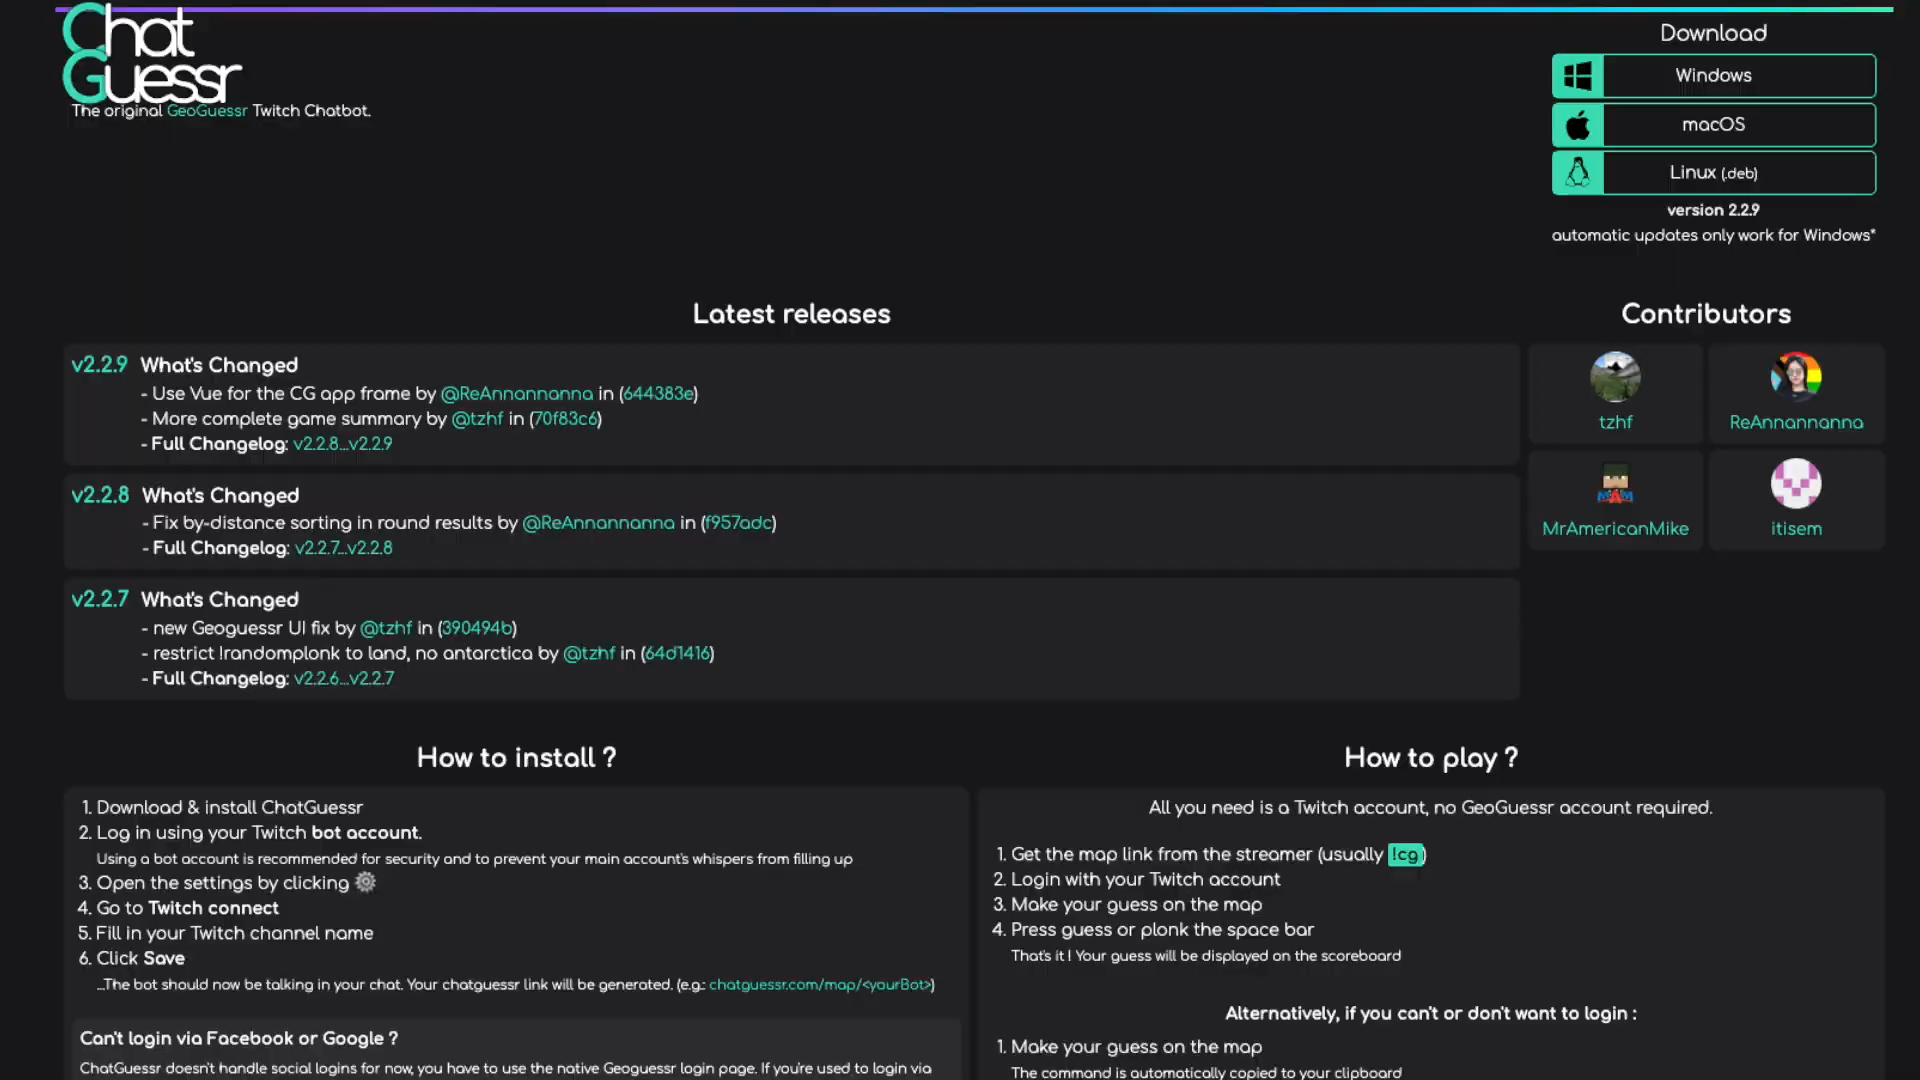 Chat
Guessr
The original GeoGuessr Twitch Chatbot.
Download
Windows
macOS
Linux (.deb)
version 2.2.9
automatic updates only work for Windows*
Latest releases
v2.2.9 What's Changed
- Use Vue for the CG app frame by @ReAnnannanna in (644383e)
- More complete game summary by @tzhf in (70f83c6)
- Full Changelog: v2.2.8...v2.2.9
v2.2.8 What's Changed
- Fix by-distance sorting in round results by @ReAnnannanna in (f957adc)
- Full Changelog: v2.2.7...v2.2.8
v2.2.7 What's Changed
- new Geoguessr UI fix by @tzhf in (390494b)
- restrict !randomplonk to land, no antarctica by @tzhf in (64d1416)
- Full Changelog: v2.2.6...v2.2.7
Contributors
tzhf
ReAnnannanna
MAM
MrAmericanMike
itisem
How to install ?
1. Download & install ChatGuessr
2. Log in using your Twitch bot account.
Using a bot account is recommended for security and to prevent your main account's whispers from filling up
3. Open the settings by clicking
4. Go to Twitch connect
5. Fill in your Twitch channel name
6. Click Save
...The bot should now be talking in your chat. Your chatguessr link will be generated. (e.g.: chatguessr.com/map/<yourBot>)
Can't login via Facebook or Google ?
ChatGuessr doesn't handle social logins for now, you have to use the native Geoguessr login page. If you're used to login via
How to play ?
All you need is a Twitch account, no GeoGuessr account required.
1. Get the map link from the streamer (usually !cg)
2. Login with your Twitch account
3. Make your guess on the map
4. Press guess or plonk the space bar
That's it ! Your guess will be displayed on the scoreboard
Alternatively, if you can't or don't want to login :
1. Make your guess on the map
The command is automatically copied to your clipboard